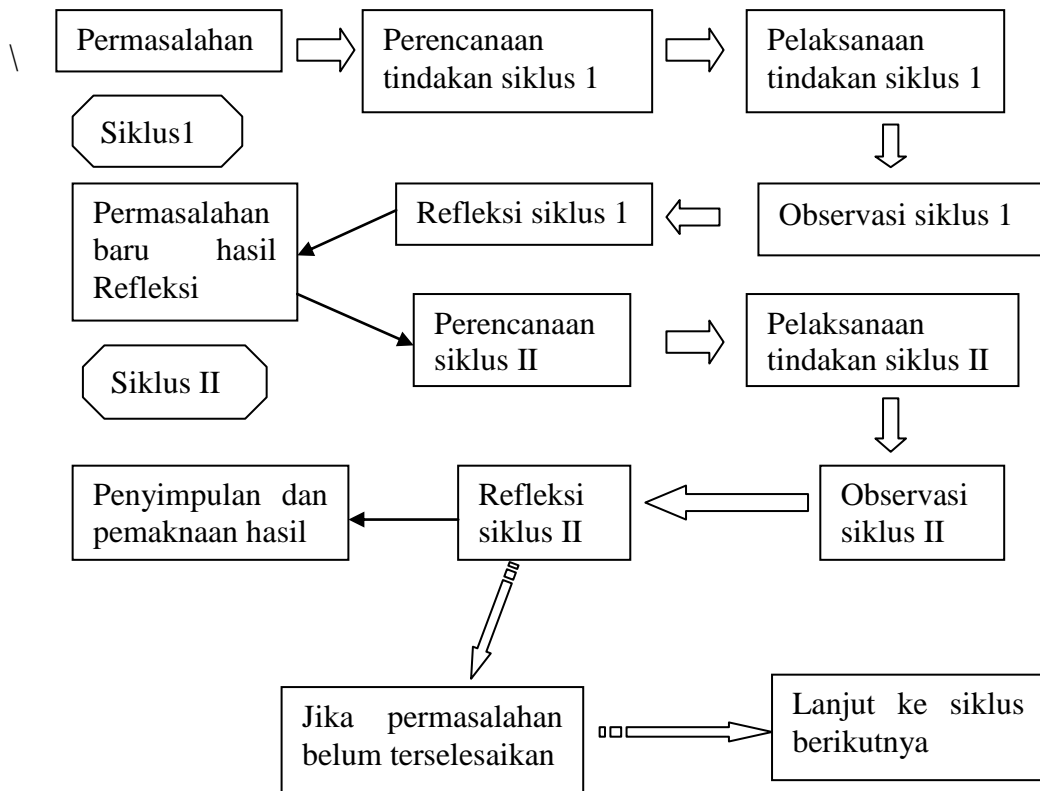 \
Permasalahan
Perencanaan
tindakan siklus 1
Pelaksanaan
tindakan siklus 1
Siklus1
Observasi siklus 1
Refleksi siklus 1
Permasalahan
baru hasil
Refleksi
Perencanaan
siklus II
Pelaksanaan
tindakan siklus II
Siklus II
Observasi
siklus II
Refleksi
siklus II
Penyimpulan dan
pemaknaan hasil
Jika permasalahan
belum terselesaikan
Lanjut ke siklus
berikutnya